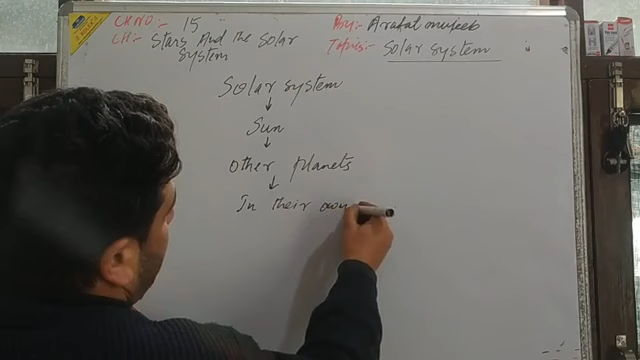 CH NO:- 15
CH:- Stars And the Solar
System
By:- Arafat mujeeb
Topic:- Solar system
Solar system
Sun
other planets
In their own